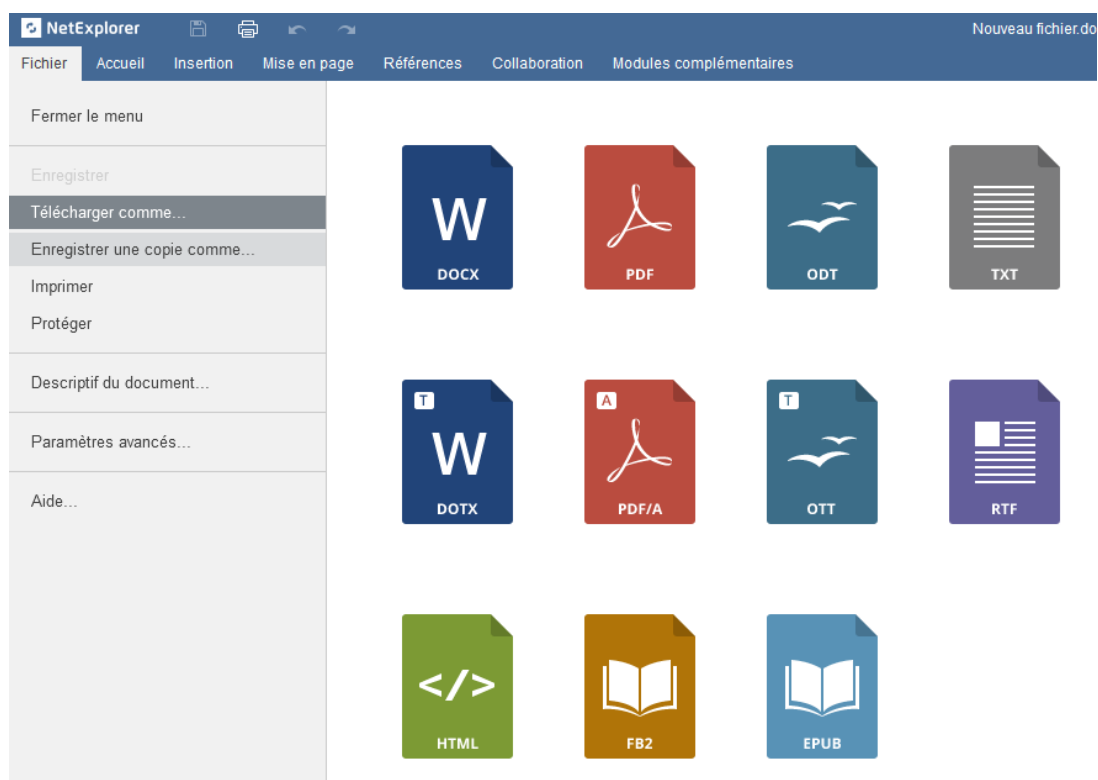 NetExplorer
Nouveau fichier.do
Fichier Accueil Insertion Mise en page Références Collaboration Modules complémentaires
Fermer le menu
Enregistrer
Télécharger comme...
Enregistrer une copie comme...
Imprimer
Protéger
Descriptif du document...
Paramètres avancés...
Aide...
W W
DOCX PDF ODT TXT
T A T
DOTX PDF/A OTT RTF
</>
HTML FB2 EPUB